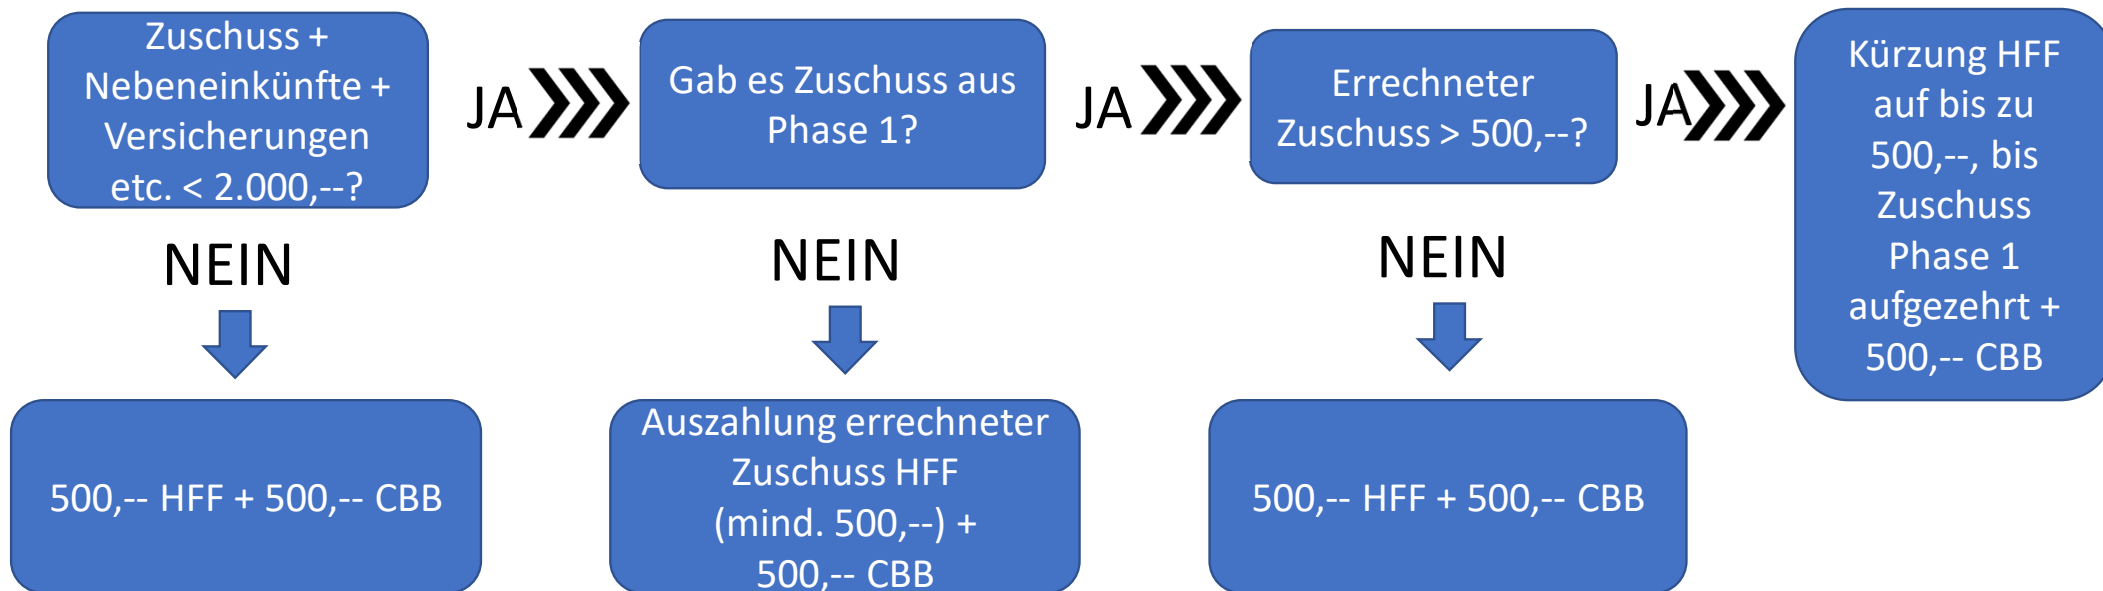 Zuschuss +
Nebeneinkünfte +
Versicherungen
etc. < 2.000,--?
JA
Gab es Zuschuss aus
Phase 1?
JA
Errechneter
Zuschuss > 500,--?
JA
Kürzung HFF
auf bis zu
500,--, bis
Zuschuss
Phase 1
aufgezehrt +
500,-- CBB
NEIN
NEIN
NEIN
500,-- HFF + 500,-- CBB
Auszahlung errechneter
Zuschuss HFF
(mind. 500,--) +
500,-- CBB
500,-- HFF + 500,-- CBB